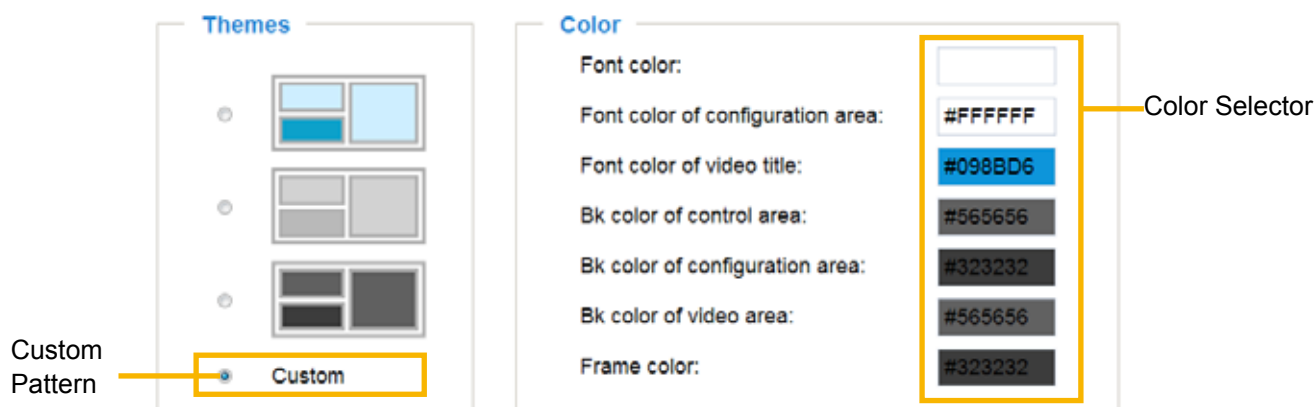 Themes
Color
Font color:
Font color of configuration area: #FFFFFF
Font color of video title: #098BD6
Bk color of control area: #565656
Bk color of configuration area: #323232
Bk color of video area: #565656
Frame color: #323232
Color Selector
Custom
Pattern
Custom